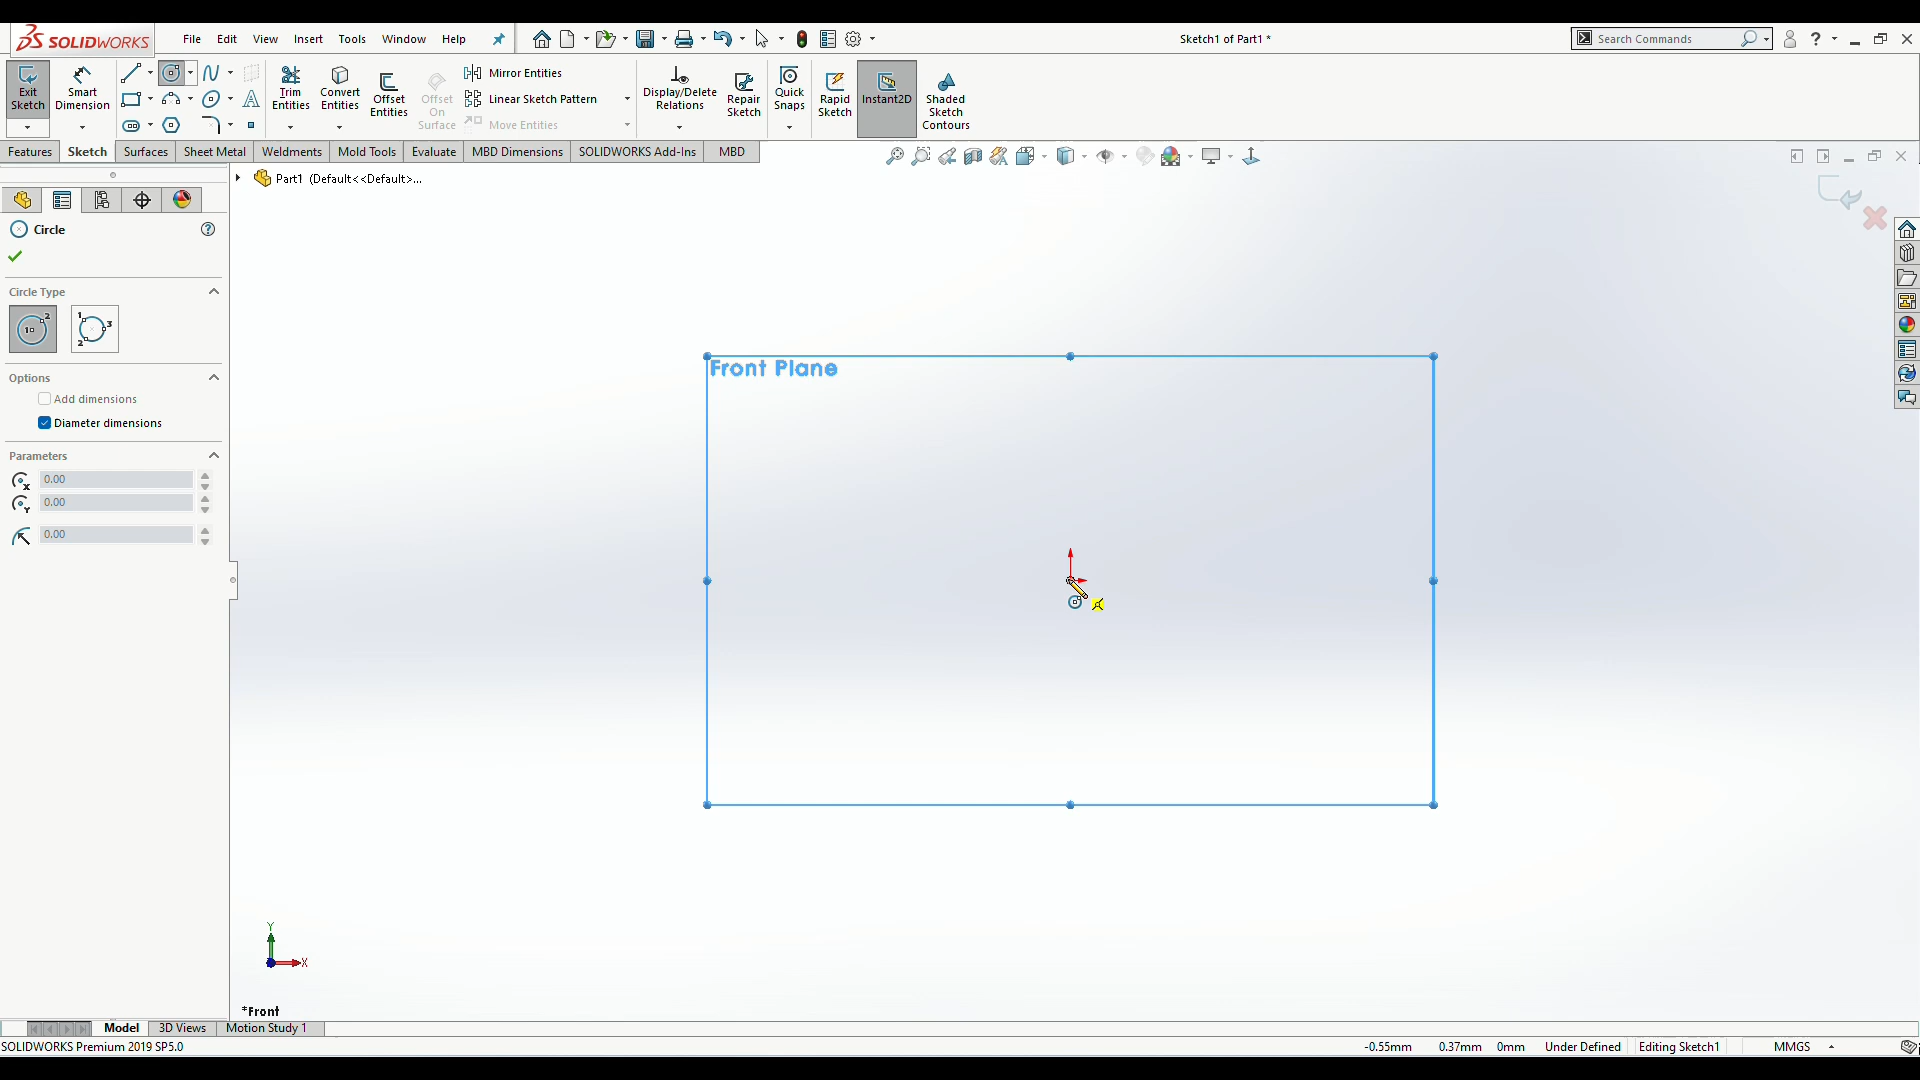 SOLIDWORKS File Edit View Insert Tools Window Help Sketch1 of Part1 * Search Commands ?
Exit Sketch
Smart Dimension
Trim Entities
Convert Entities
Offset Entities
Offset On Surface
Mirror Entities
Linear Sketch Pattern
Move Entities
Display/Delete Relations
Repair Sketch
Quick Snaps
Rapid Sketch
Instant2D
Shaded Sketch Contours
Features Sketch Surfaces Sheet Metal Weldments Mold Tools Evaluate MBD Dimensions SOLIDWORKS Add-Ins MBD
Part1 (Default<<Default>...
Circle
Circle Type
Options
Add dimensions
Diameter dimensions
Parameters
0.00
0.00
0.00
Front Plane
Y
X
*Front
Model 3D Views Motion Study 1
SOLIDWORKS Premium 2019 SP5.0 -0.55mm 0.37mm 0mm Under Defined Editing Sketch1 MMGS